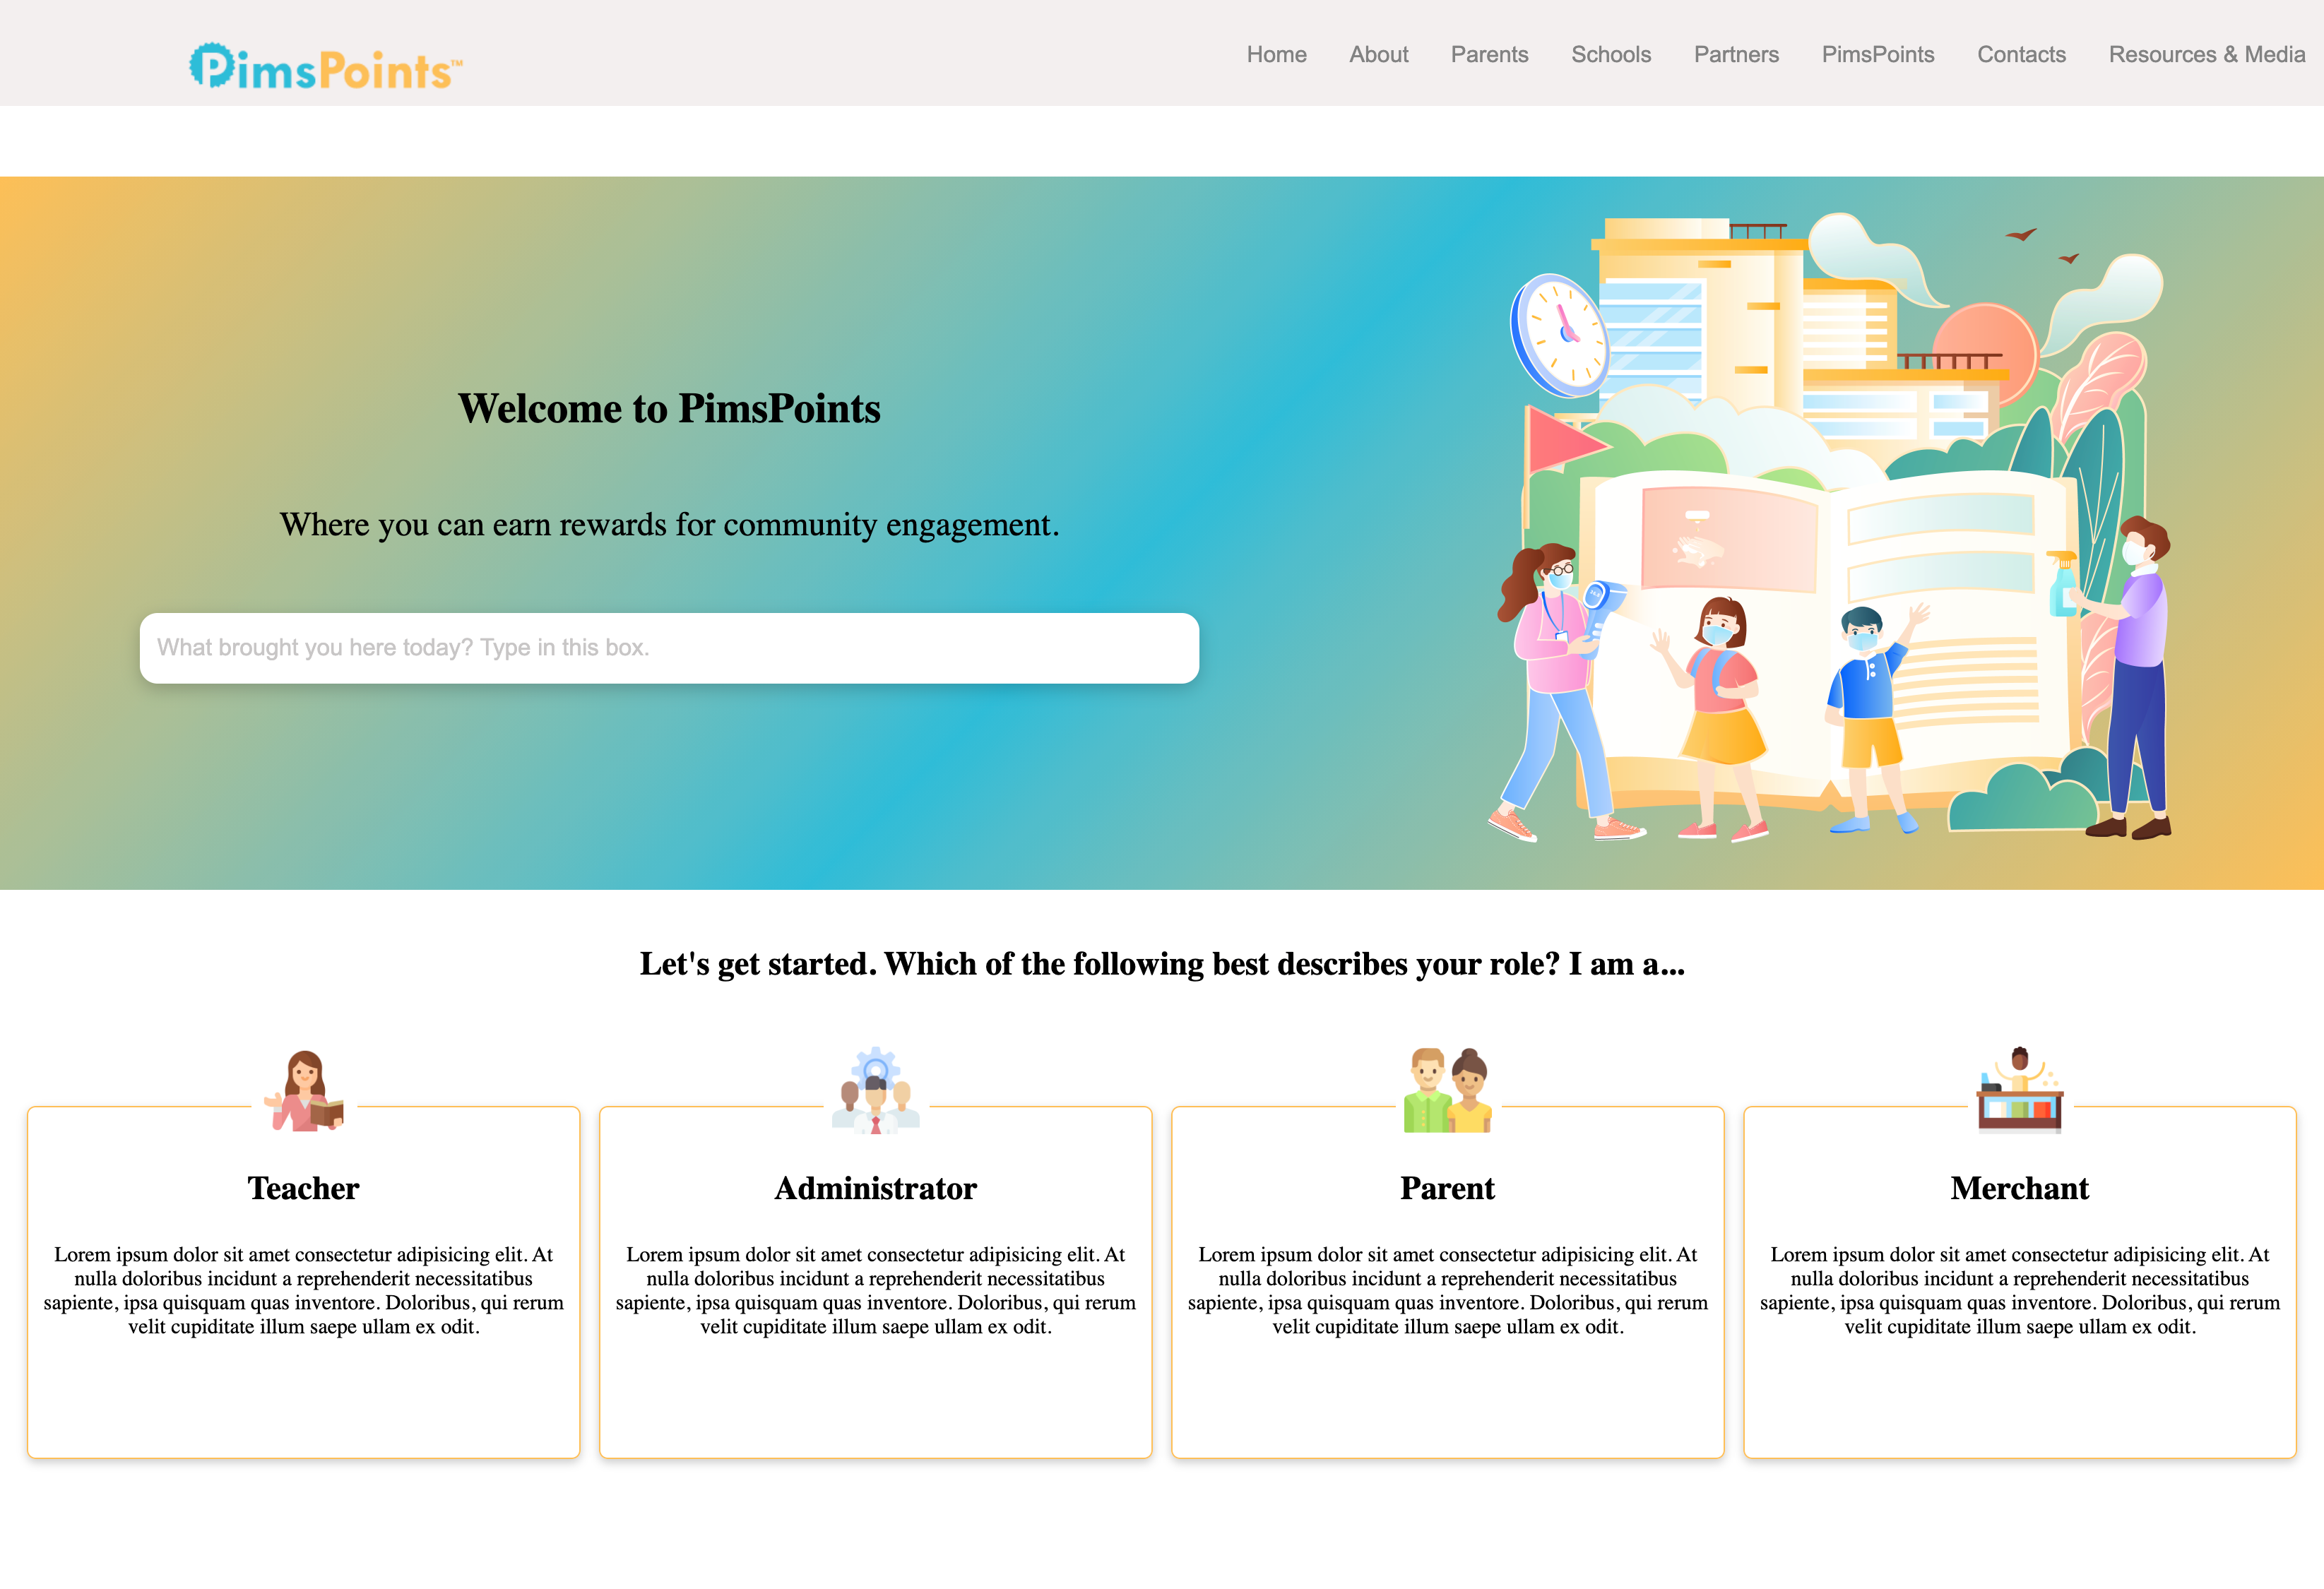 PimsPoints™
Home About Parents Schools Partners PimsPoints Contacts Resources & Media
Welcome to PimsPoints
Where you can earn rewards for community engagement.
What brought you here today? Type in this box.
Let's get started. Which of the following best describes your role? I am a...
Teacher
Lorem ipsum dolor sit amet consectetur adipisicing elit. At
nulla doloribus incidunt a reprehenderit necessitatibus
sapiente, ipsa quisquam quas inventore. Doloribus, qui rerum
velit cupiditate illum saepe ullam ex odit.
Administrator
Lorem ipsum dolor sit amet consectetur adipisicing elit. At
nulla doloribus incidunt a reprehenderit necessitatibus
sapiente, ipsa quisquam quas inventore. Doloribus, qui rerum
velit cupiditate illum saepe ullam ex odit.
Parent
Lorem ipsum dolor sit amet consectetur adipisicing elit. At
nulla doloribus incidunt a reprehenderit necessitatibus
sapiente, ipsa quisquam quas inventore. Doloribus, qui rerum
velit cupiditate illum saepe ullam ex odit.
Merchant
Lorem ipsum dolor sit amet consectetur adipisicing elit. At
nulla doloribus incidunt a reprehenderit necessitatibus
sapiente, ipsa quisquam quas inventore. Doloribus, qui rerum
velit cupiditate illum saepe ullam ex odit.